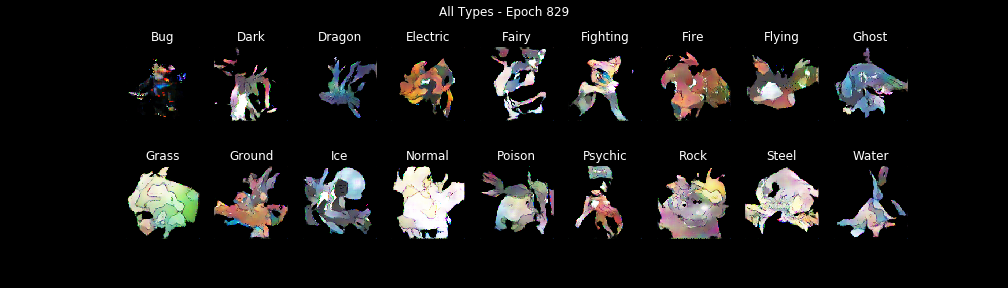 All Types - Epoch 829
Bug Dark Dragon Electric Fairy Fighting Fire Flying Ghost
Grass Ground Ice Normal Poison Psychic Rock Steel Water